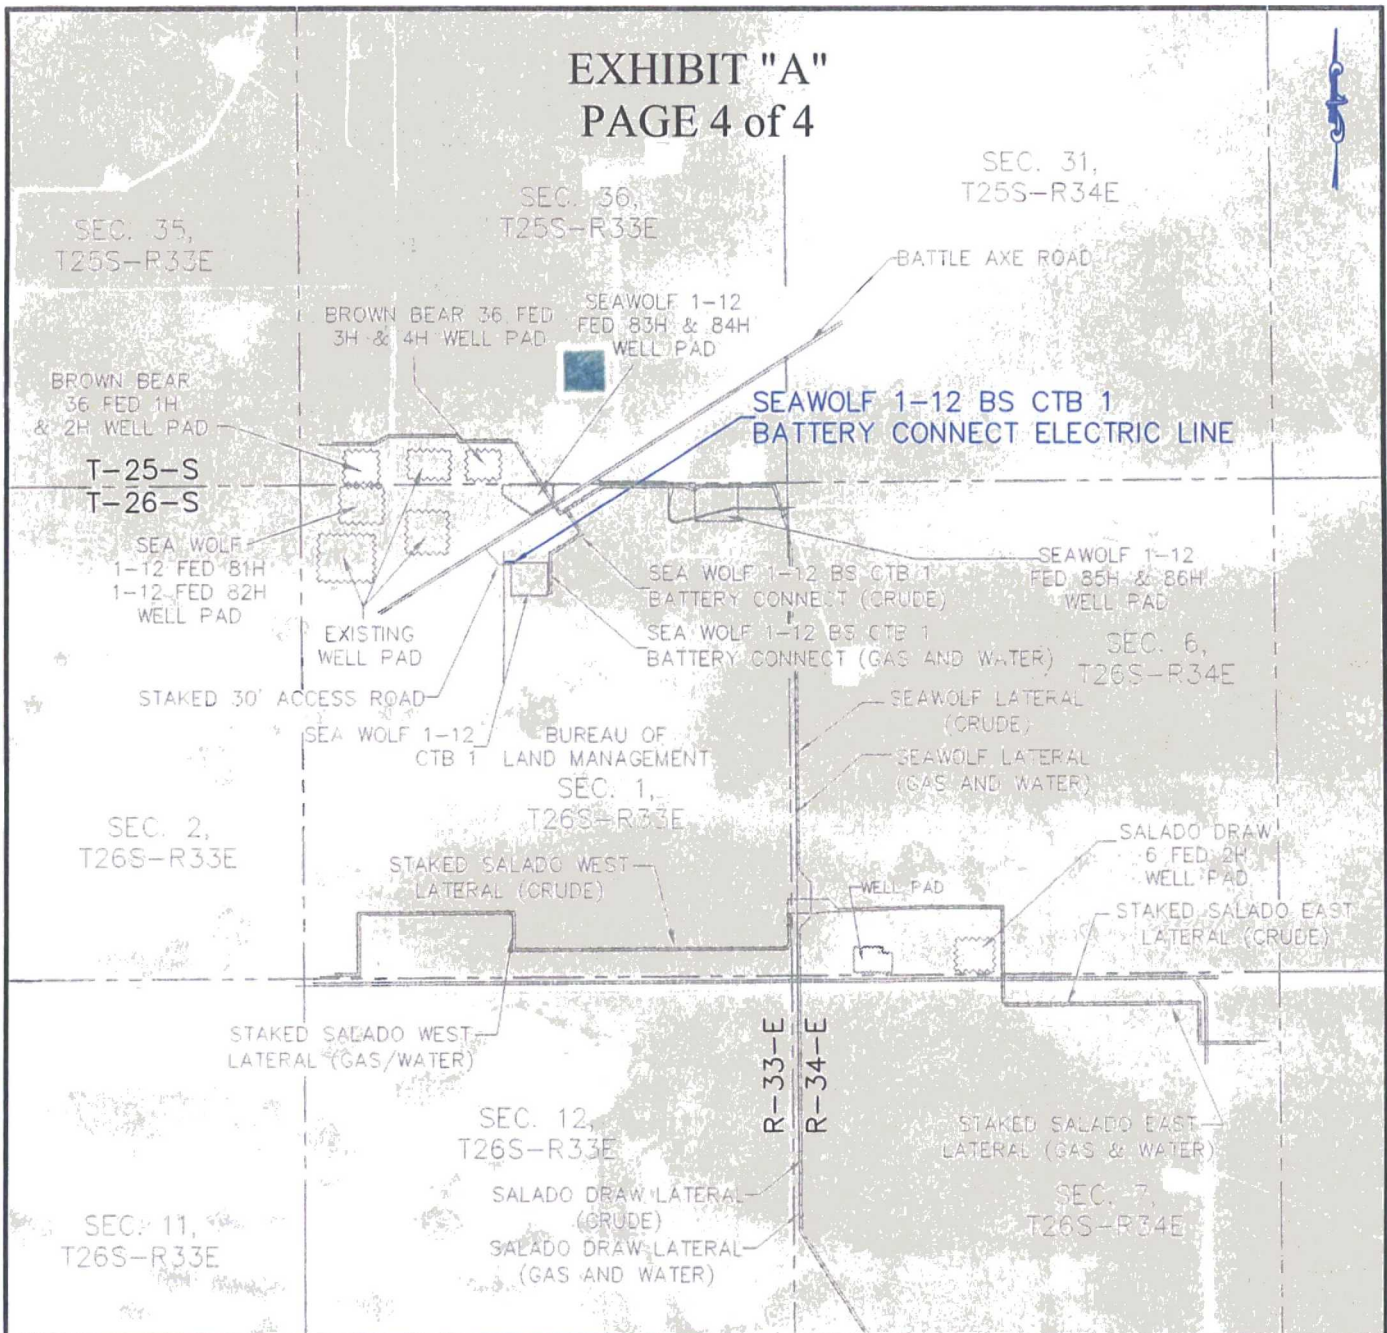 EXHIBIT "A"
PAGE 4 of 4
SEC. 31,
T25S-R34E
SEC. 36,
T25S-R33E
SEC. 35,
T25S-R33E
BATTLE AXE ROAD
BROWN BEAR 36 FED
3H & 4H WELL PAD
SEAWOLF 1-12
FED 83H & 84H
WELL PAD
BROWN BEAR
36 FED 1H
& 2H WELL PAD
SEAWOLF 1-12 BS CTB 1
BATTERY CONNECT ELECTRIC LINE
T-25-S
T-26-S
SEA WOLF
1-12 FED 81H
1-12 FED 82H
WELL PAD
EXISTING
WELL PAD
SEA WOLF 1-12 BS CTB 1
BATTERY CONNECT (CRUDE)
SEAWOLF 1-12
FED 85H & 86H
WELL PAD
SEA WOLF 1-12 BS CTB 1
BATTERY CONNECT (GAS AND WATER)
SEC. 6,
T26S-R34E
STAKED 30' ACCESS ROAD
SEA WOLF 1-12
CTB 1
BUREAU OF
LAND MANAGEMENT
SEC. 1,
T26S-R33E
SEAWOLF LATERAL
(CRUDE)
SEAWOLF LATERAL
(GAS AND WATER)
SEC. 2,
T26S-R33E
STAKED SALADO WEST
LATERAL (CRUDE)
WELL PAD
SALADO DRAW
6 FED 2H
WELL PAD
STAKED SALADO EAST
LATERAL (CRUDE)
STAKED SALADO WEST
LATERAL (GAS/WATER)
R-33-E
R-34-E
SEC. 12,
T26S-R33E
STAKED SALADO EAST
LATERAL (GAS & WATER)
SALADO DRAW LATERAL
(CRUDE)
SALADO DRAW LATERAL
(GAS AND WATER)
SEC. 7,
T26S-R34E
SEC. 11,
T26S-R33E